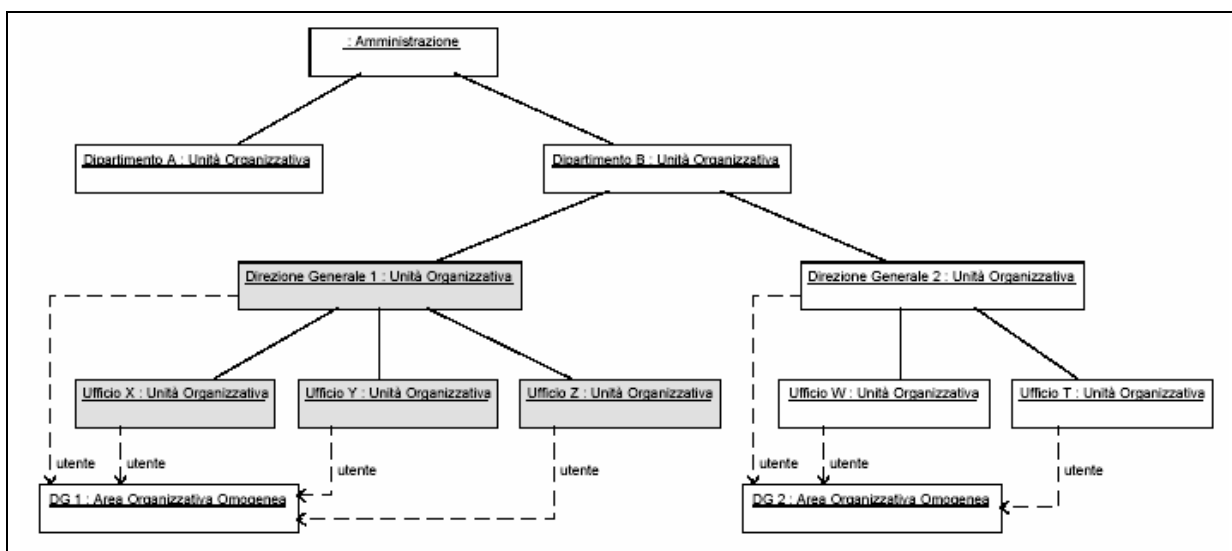 : Amministrazione
Dipartimento A : Unità Organizzativa
Dipartimento B : Unità Organizzativa
Direzione Generale 1 : Unità Organizzativa
Direzione Generale 2 : Unità Organizzativa
Ufficio X : Unità Organizzativa
Ufficio Y : Unità Organizzativa
Ufficio Z : Unità Organizzativa
Ufficio W : Unità Organizzativa
Ufficio T : Unità Organizzativa
utente
utente
utente
utente
utente
utente
utente
DG 1 : Area Organizzativa Omogenea
DG 2 : Area Organizzativa Omogenea